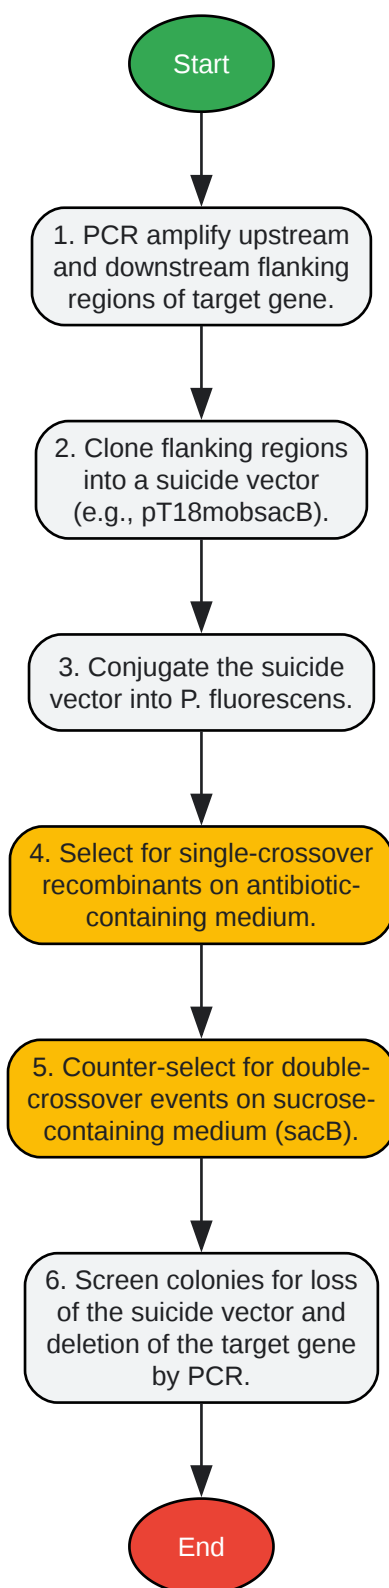 Start
1. PCR amplify upstream
and downstream flanking
regions of target gene.
2. Clone flanking regions
into a suicide vector
(e.g., pT18mobsacB).
3. Conjugate the suicide
vector into P. fluorescens.
4. Select for single-crossover
recombinants on antibiotic-
containing medium.
5. Counter-select for double-
crossover events on sucrose-
containing medium (sacB).
6. Screen colonies for loss
of the suicide vector and
deletion of the target gene
by PCR.
End